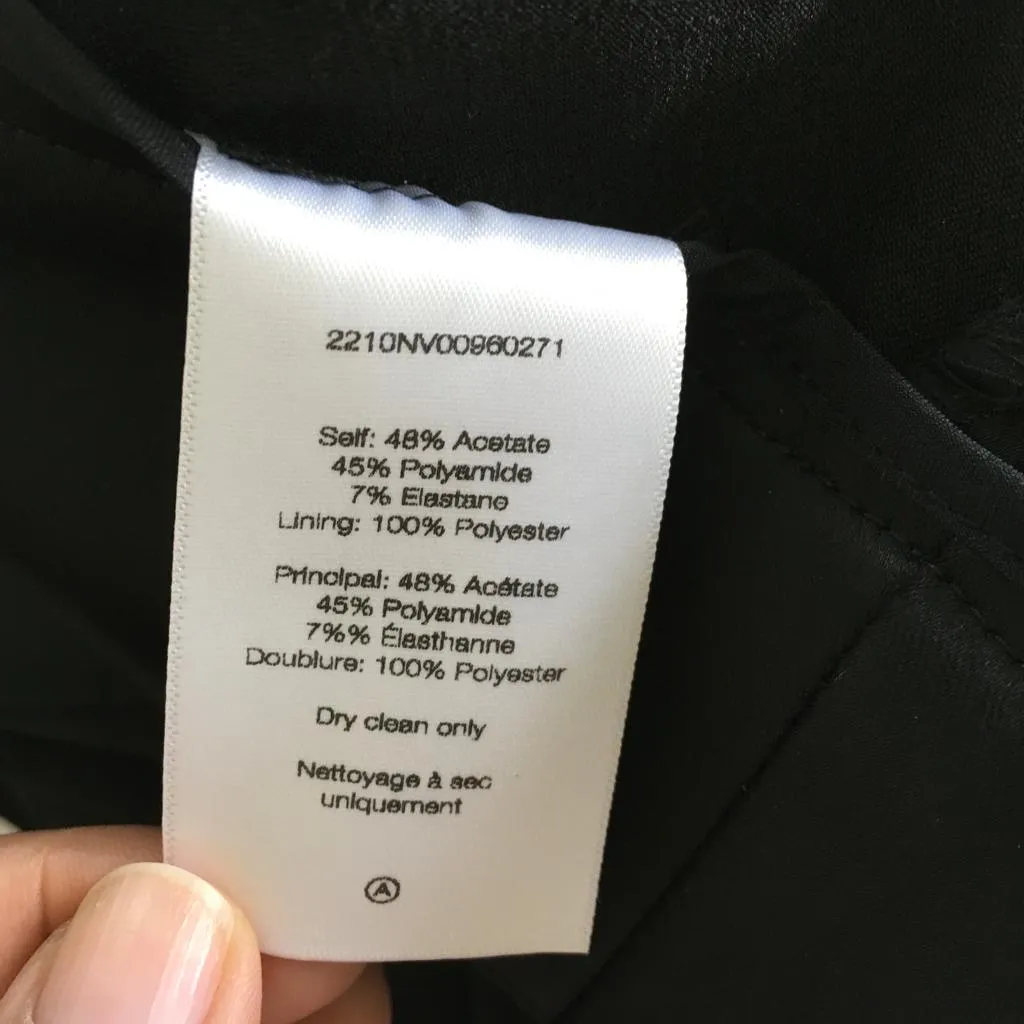 2210NV00960271
Self: 48% Acetate
45% Polyamide
7% Elastane
Lining: 100% Polyester
Principal: 48% Acétate
45% Polyamide
7%% Élasthanne
Doublure: 100% Polyester
Dry clean only
Nettoyage à sec
uniquement
A